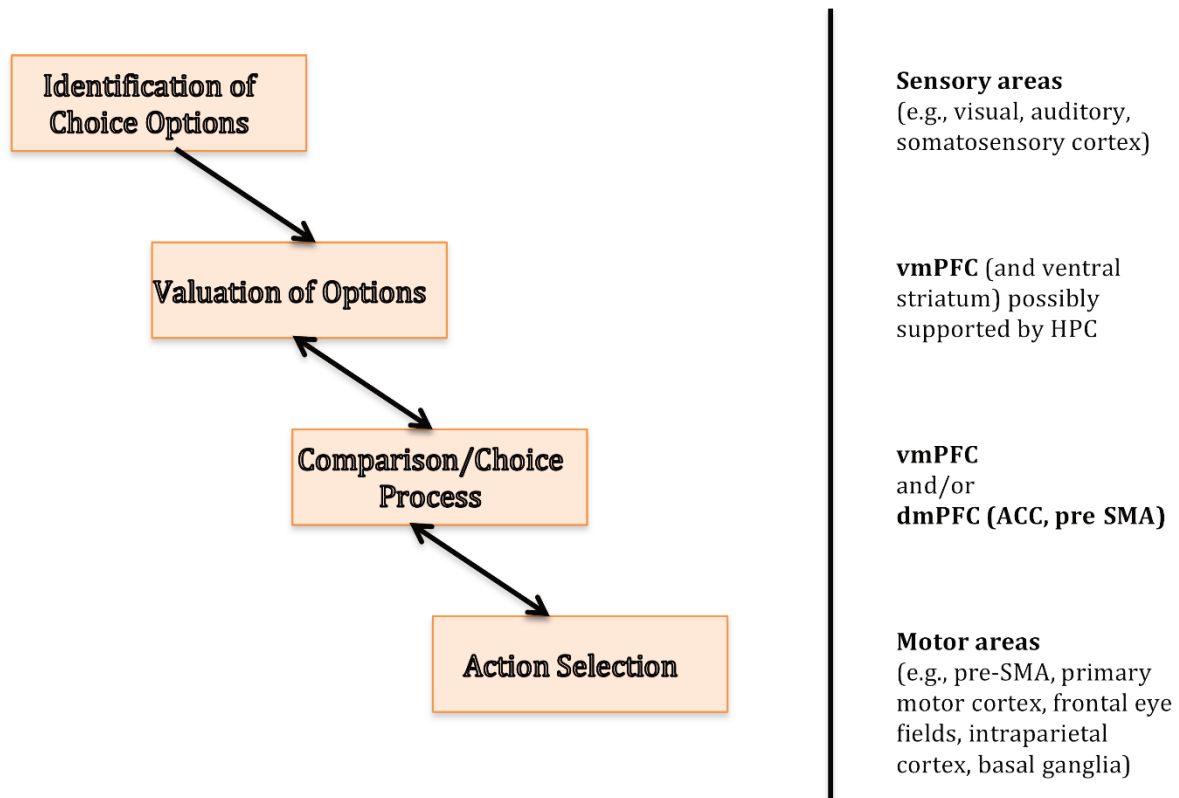 Identification of
Choice Options
Sensory areas
(e.g., visual, auditory,
somatosensory cortex)
Valuation of Options
vmPFC (and ventral
striatum) possibly
supported by HPC
Comparison/Choice
Process
vmPFC
and/or
dmPFC (ACC, pre SMA)
Action Selection
Motor areas
(e.g., pre-SMA, primary
motor cortex, frontal eye
fields, intraparietal
cortex, basal ganglia)